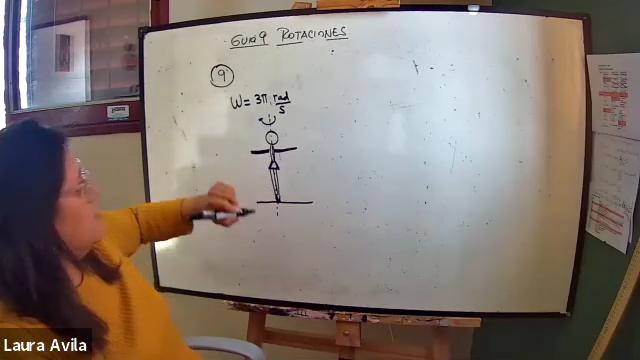 GUIA 9 ROTACIONES
9
W = 3π rad/s
Laura Avila